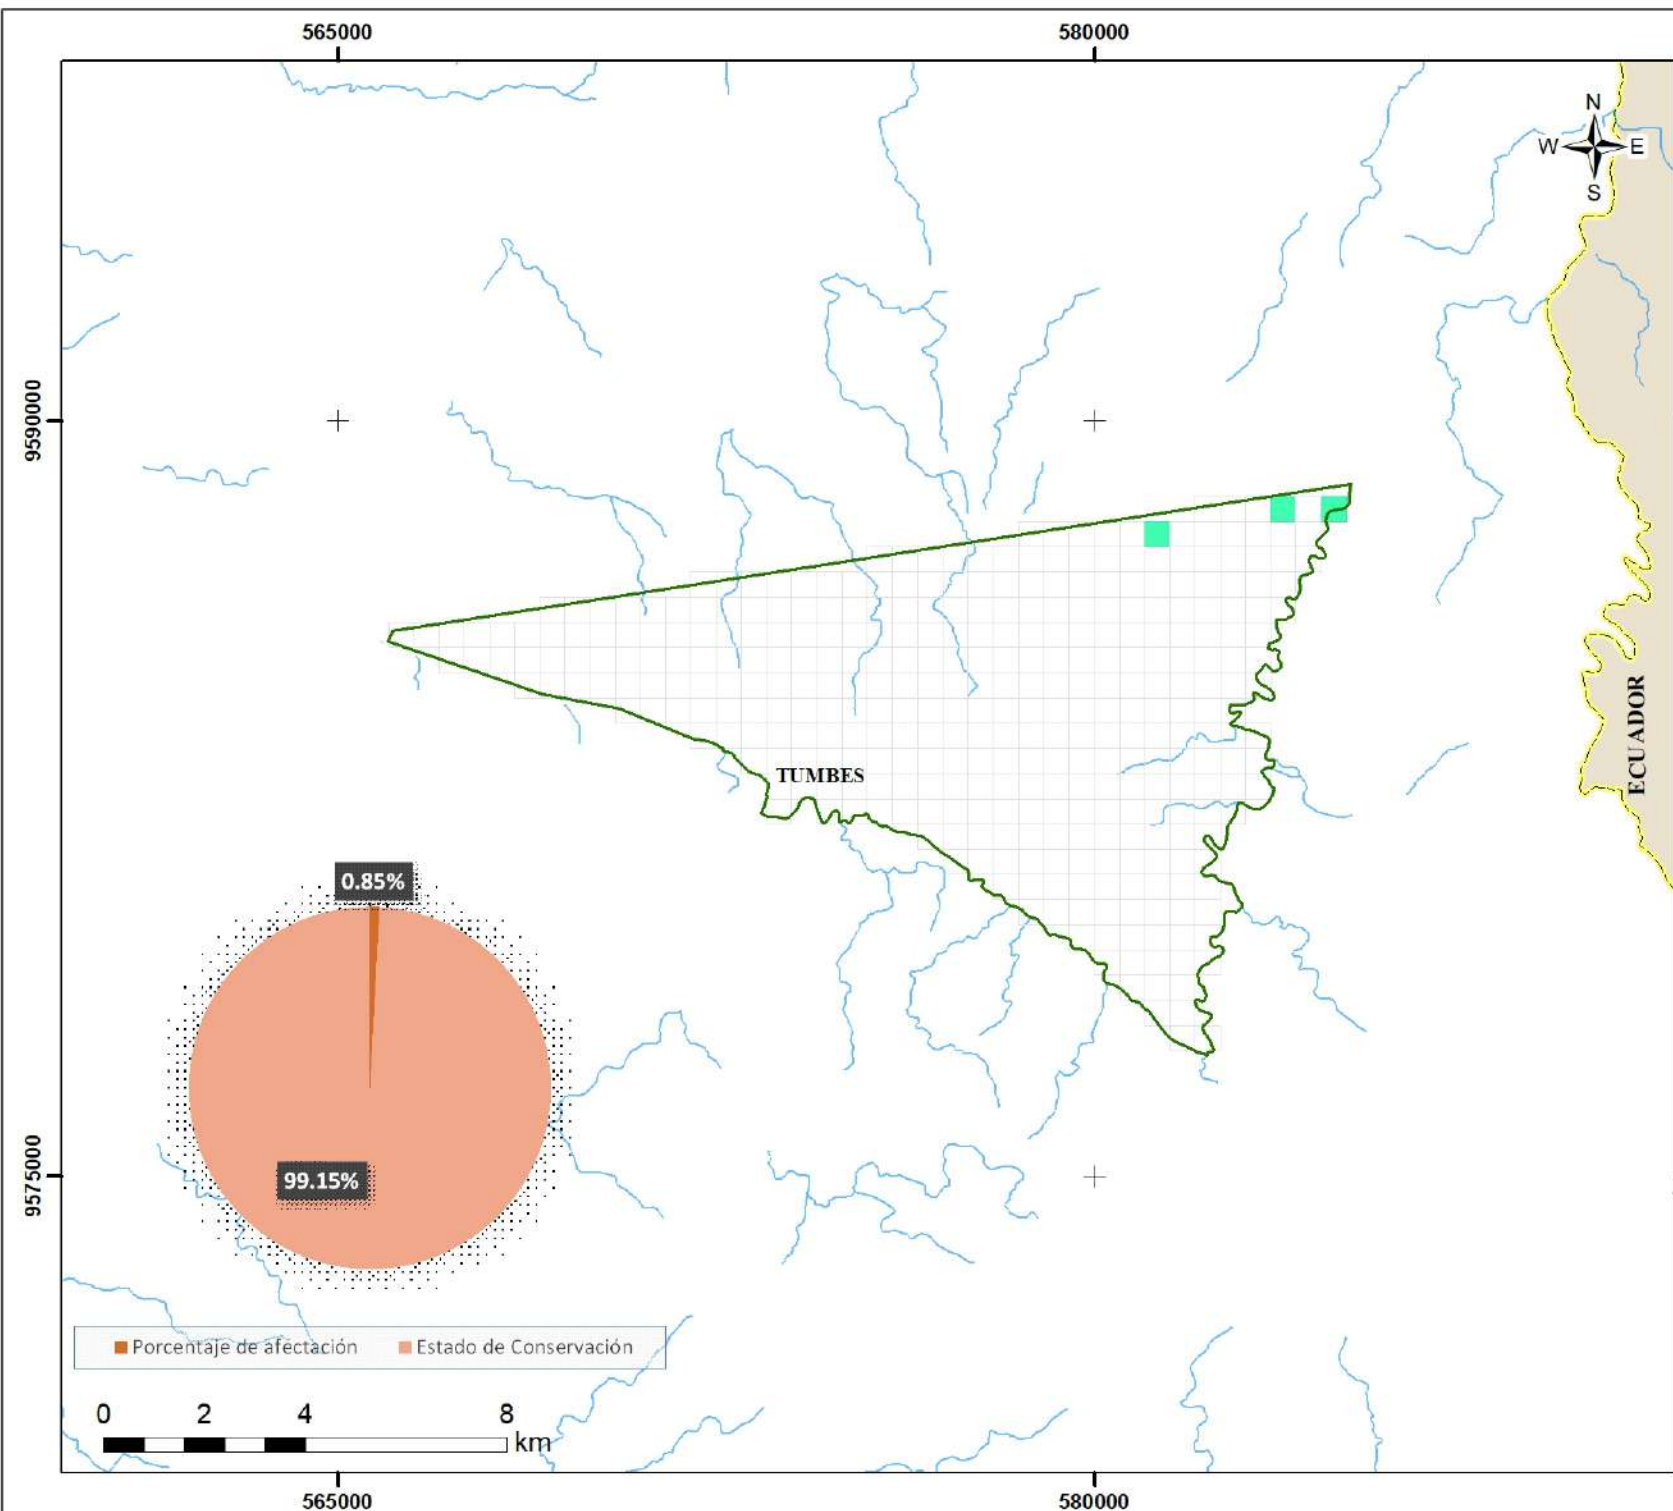 565000 580000
N
W E
S
9590000
ECUADOR
TUMBES
0.85%
9575000
99.15%
Porcentaje de afectación Estado de Conservación
0 2 4 8
km
565000 580000